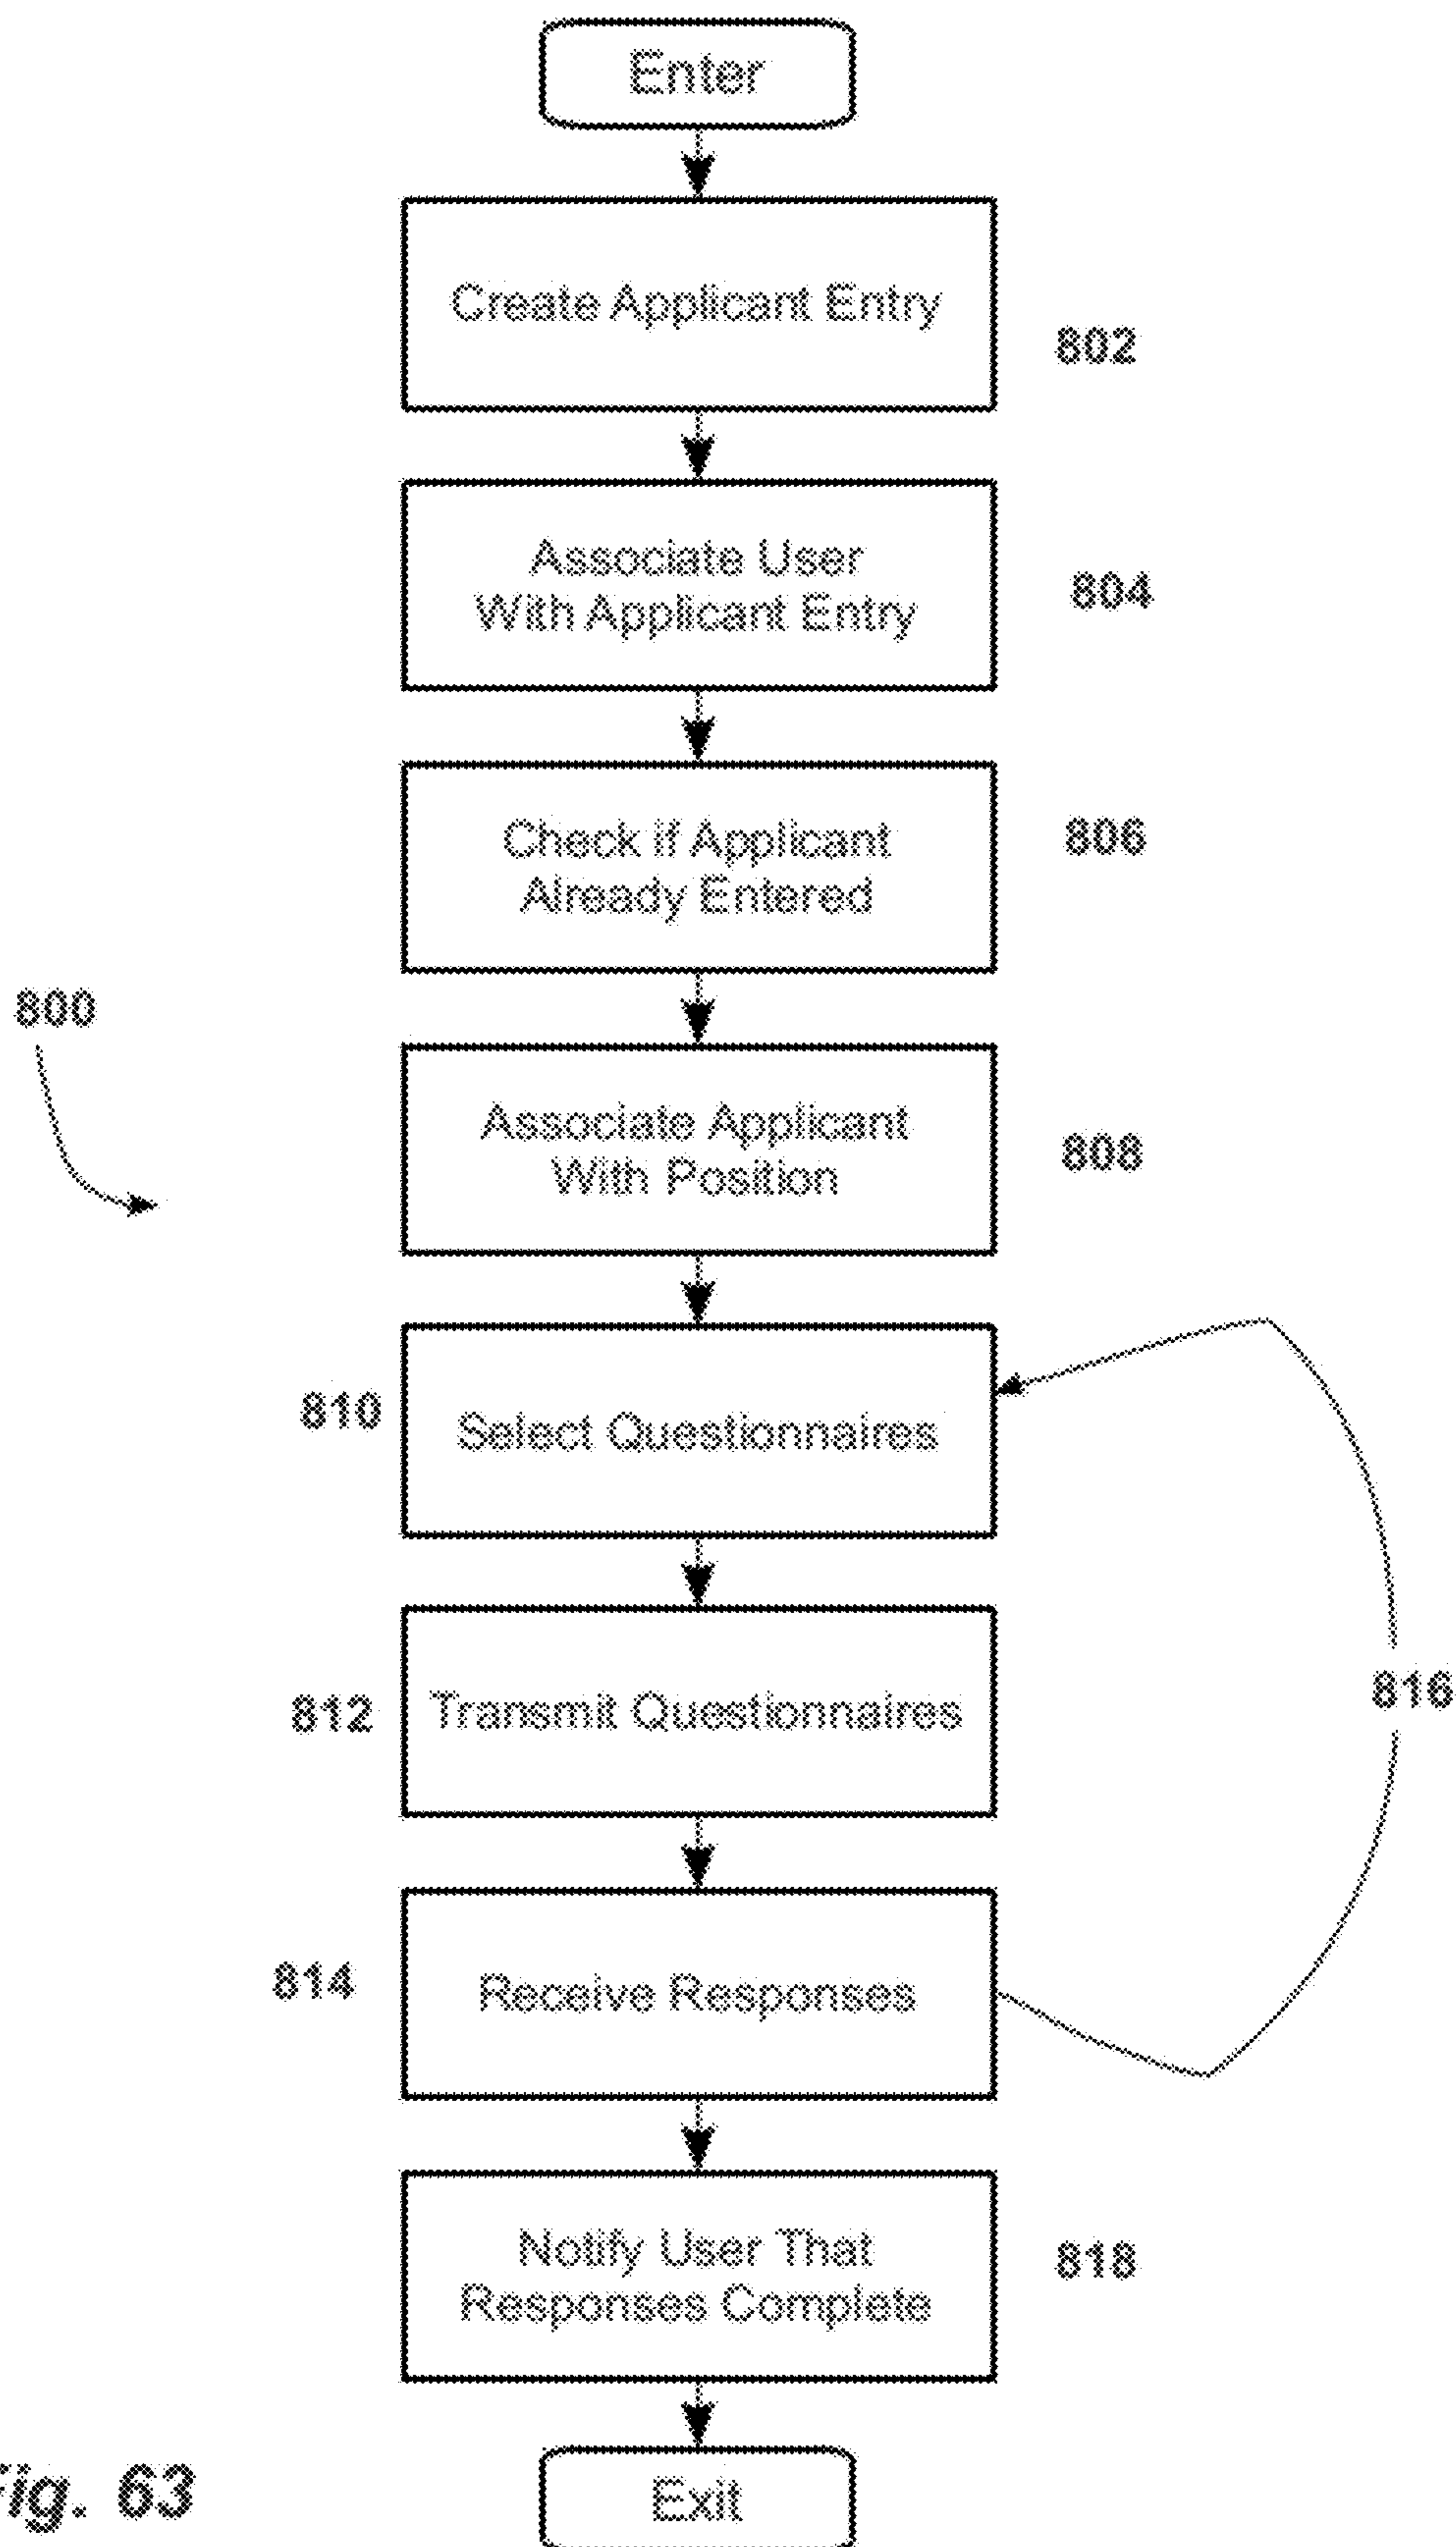 Enter
Create Applicant Entry
802
Associate User
With Applicant Entry
804
Check if Applicant
Already Entered
806
800
Associate Applicant
With Position
808
810
Select Questionnaires
812
Transmit Questionnaires
816
814
Receive Responses
Notify User That
Responses Complete
818
Fig. 63
Exit